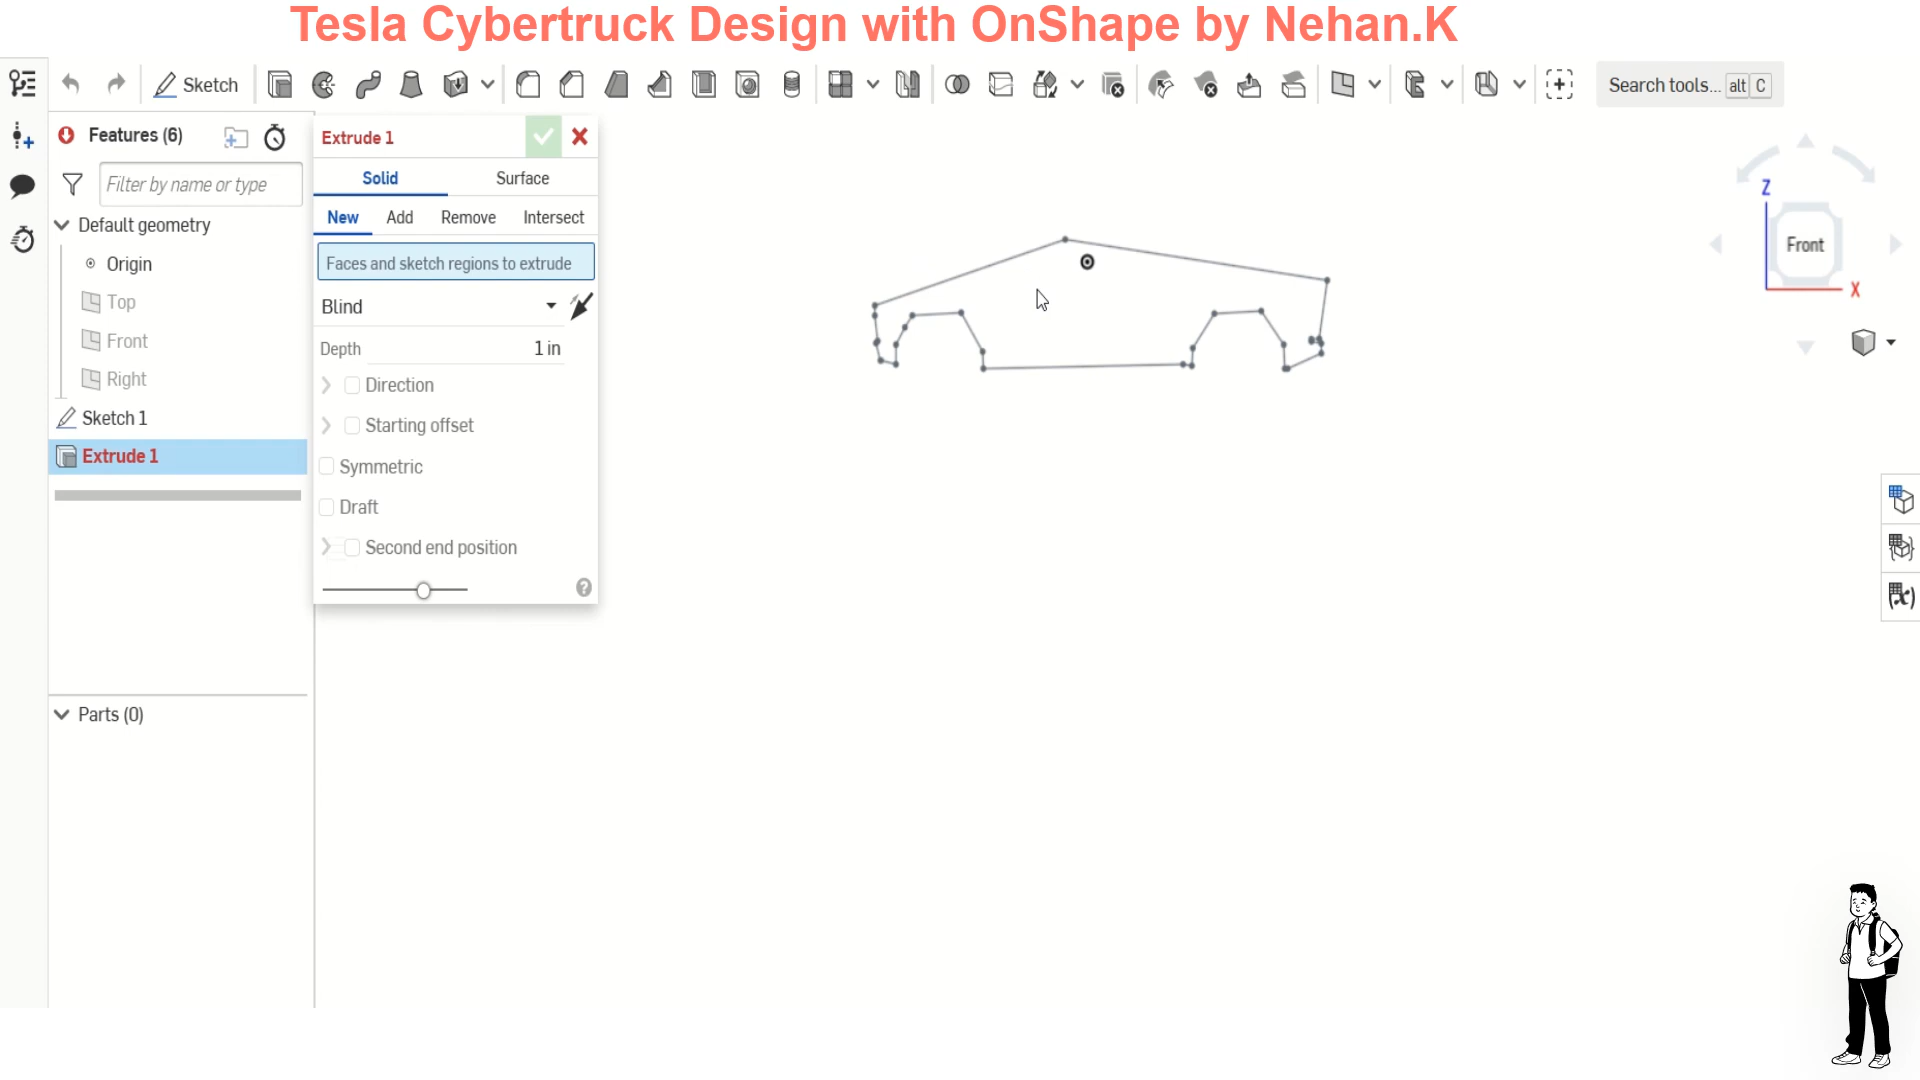 Tesla Cybertruck Design with OnShape by Nehan.K
Sketch
Search tools... alt C
Features (6)
Filter by name or type
Default geometry
Origin
Top
Front
Right
Sketch 1
Extrude 1
Parts (0)
Extrude 1
Solid Surface
New Add Remove Intersect
Faces and sketch regions to extrude
Blind
Depth 1 in
Direction
Starting offset
Symmetric
Draft
Second end position
Z
Front
X
(x)